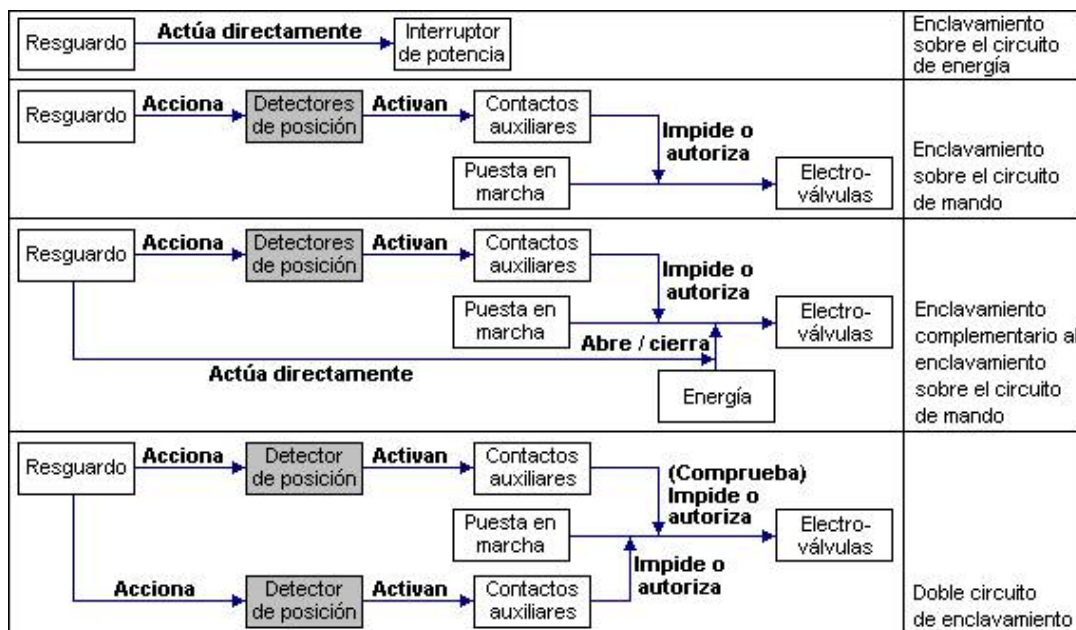 Resguardo
Actúa directamente
Interruptor
de potencia
Enclavamiento
sobre el circuito
de energía
Resguardo
Acciona
Detectores
de posición
Activan
Contactos
auxiliares
Impide o
autoriza
Puesta en
marcha
Electro-
válvulas
Enclavamiento
sobre el circuito
de mando
Resguardo
Acciona
Detectores
de posición
Activan
Contactos
auxiliares
Impide o
autoriza
Puesta en
marcha
Electro-
válvulas
Abre / cierra
Actúa directamente
Energía
Enclavamiento
complementario al
enclavamiento
sobre el circuito
de mando
Resguardo
Acciona
Detector
de posición
Activan
Contactos
auxiliares
(Comprueba)
Impide o
autoriza
Puesta en
marcha
Electro-
válvulas
Impide o
autoriza
Acciona
Detector
de posición
Activan
Contactos
auxiliares
Doble circuito
de enclavamiento